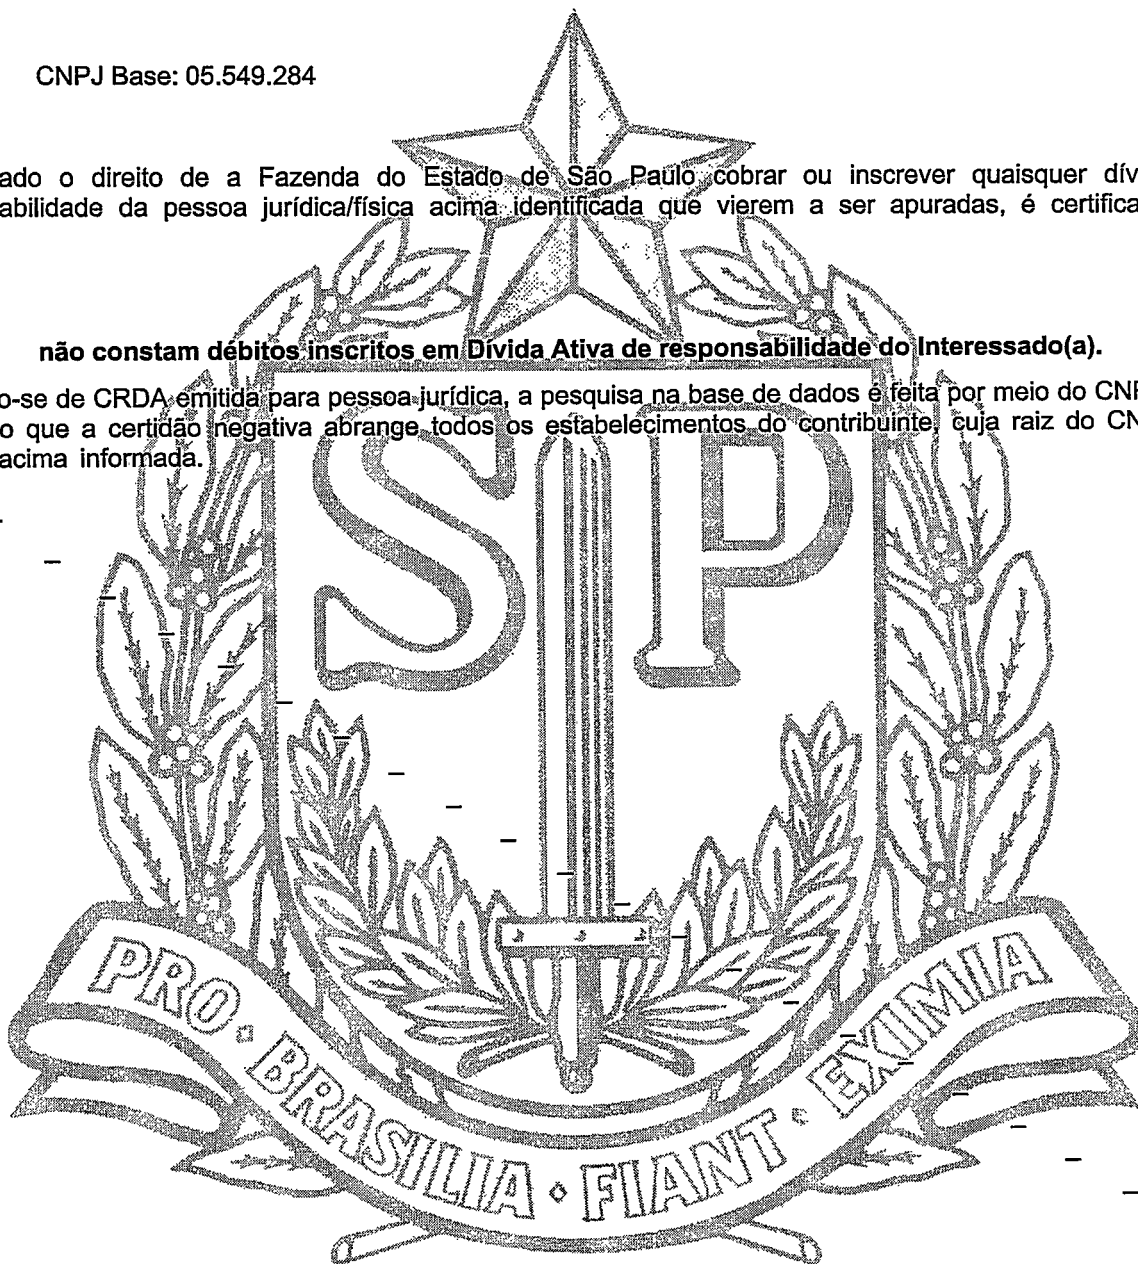 CNPJ Base: 05.549.284
ado o direito de a Fazenda do Estado de São Paulo cobrar ou inscrever quaisquer dív
abilidade da pessoa jurídica/física acima identificada que vierem a ser apuradas, é certifica
não constam débitos inscritos em Dívida Ativa de responsabilidade do Interessado(a).
o-se de CRDA emitida para pessoa jurídica, a pesquisa na base de dados é feita por meio do CNP
o que a certidão negativa abrange todos os estabelecimentos do contribuinte, cuja raiz do CN
acima informada.
SP
PRO · BRASILIA · FIANT · EXIMIA